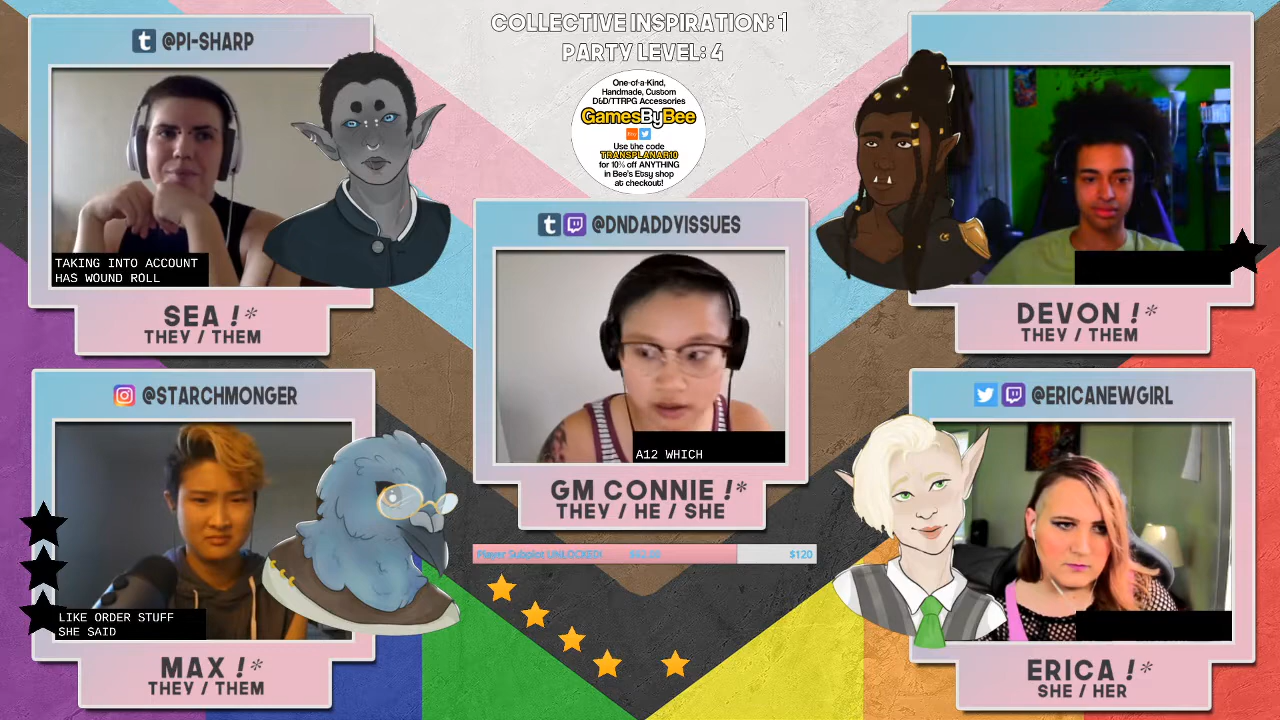 COLLECTIVE INSPIRATION: 1
PARTY LEVEL: 4
One-of-a-Kind,
Handmade, Custom
D&D/TTRPG Accessories
GamesByBee
Use the code
TRANSPLANAR10
for 10% off ANYTHING
in Bee's Etsy shop
at checkout!
t @PI-SHARP
TAKING INTO ACCOUNT
HAS WOUND ROLL
SEA !*
THEY / THEM
DEVON !*
THEY / THEM
t @DNDADDYISSUES
A12 WHICH
GM CONNIE !*
THEY / HE / SHE
Player Subplot UNLOCKED! $92.00 $120
@STARCHMONGER
LIKE ORDER STUFF
SHE SAID
MAX !*
THEY / THEM
@ERICANEWGIRL
ERICA !*
SHE / HER